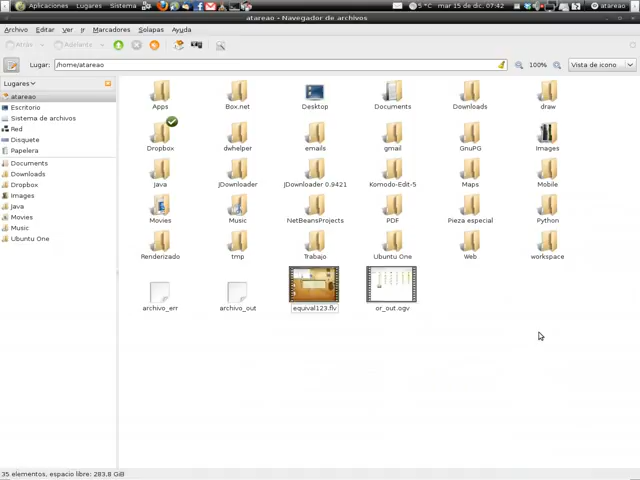 Aplicaciones Lugares Sistema 5 °C mar 15 de dic, 07:42 atareao
atareao - Navegador de archivos
Archivo Editar Ver Ir Marcadores Solapas Ayuda
Atrás Adelante
Lugar: /home/atareao 100% Vista de icono
Lugares
atareao
Escritorio
Sistema de archivos
Red
Disquete
Papelera
Documents
Downloads
Dropbox
Images
Java
Movies
Music
Ubuntu One
Apps Box.net Desktop Documents Downloads draw
Dropbox dwhelper emails gmail GnuPG Images
Java JDownloader JDownloader 0.9421 Komodo-Edit-5 Maps Mobile
Movies Music NetBeansProjects PDF Pieza especial Python
Renderizado tmp Trabajo Ubuntu One Web workspace
archivo_err archivo_out equival123.flv or_out.ogv
35 elementos, espacio libre: 283,8 GiB